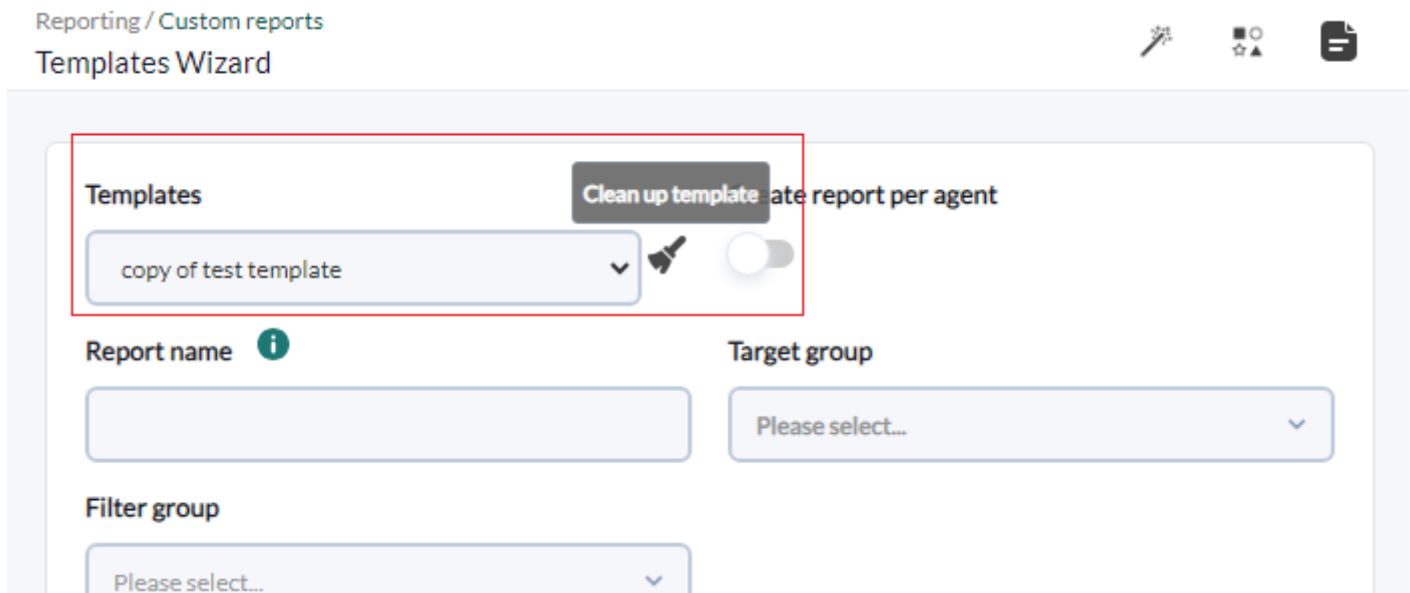 Reporting / Custom reports
Templates Wizard
Templates
Clean up template
ate report per agent
copy of test template
Report name
Target group
Please select...
Filter group
Please select...